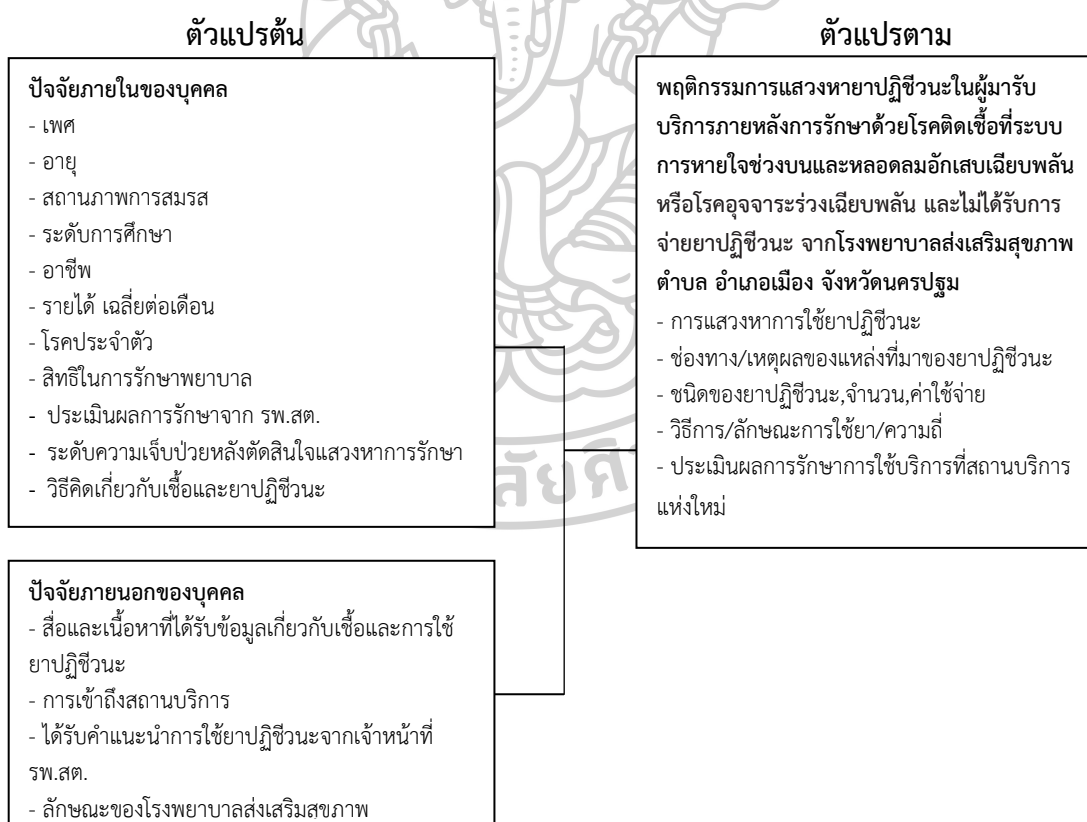 ตัวแปรต้น
ปัจจัยภายในของบุคคล
- เพศ
- อายุ
- สถานภาพการสมรส
- ระดับการศึกษา
- อาชีพ
- รายได้ เฉลี่ยต่อเดือน
- โรคประจำตัว
- สิทธิในการรักษาพยาบาล
- ประเมินผลการรักษาจาก รพ.สต.
- ระดับความเจ็บป่วยหลังตัดสินใจแสวงหาการรักษา
- วิธีคิดเกี่ยวกับเชื้อและยาปฏิชีวนะ
ปัจจัยภายนอกของบุคคล
- สื่อและเนื้อหาที่ได้รับข้อมูลเกี่ยวกับเชื้อและการใช้
ยาปฏิชีวนะ
- การเข้าถึงสถานบริการ
- ได้รับคำแนะนำการใช้ยาปฏิชีวนะจากเจ้าหน้าที่
รพ.สต.
- ลักษณะของโรงพยาบาลส่งเสริมสุขภาพ
ตัวแปรตาม
พฤติกรรมการแสวงหายาปฏิชีวนะในผู้มารับ
บริการภายหลังการรักษาด้วยโรคติดเชื้อที่ระบบ
การหายใจช่วงบนและหลอดลมอักเสบเฉียบพลัน
หรือโรคอุจจาระร่วงเฉียบพลัน และไม่ได้รับการ
จ่ายยาปฏิชีวนะ จากโรงพยาบาลส่งเสริมสุขภาพ
ตำบล อำเภอเมือง จังหวัดนครปฐม
- การแสวงหาการใช้ยาปฏิชีวนะ
- ช่องทาง/เหตุผลของแหล่งที่มาของยาปฏิชีวนะ
- ชนิดของยาปฏิชีวนะ,จำนวน,ค่าใช้จ่าย
- วิธีการ/ลักษณะการใช้ยา/ความถี่
- ประเมินผลการรักษาการใช้บริการที่สถานบริการ
แห่งใหม่